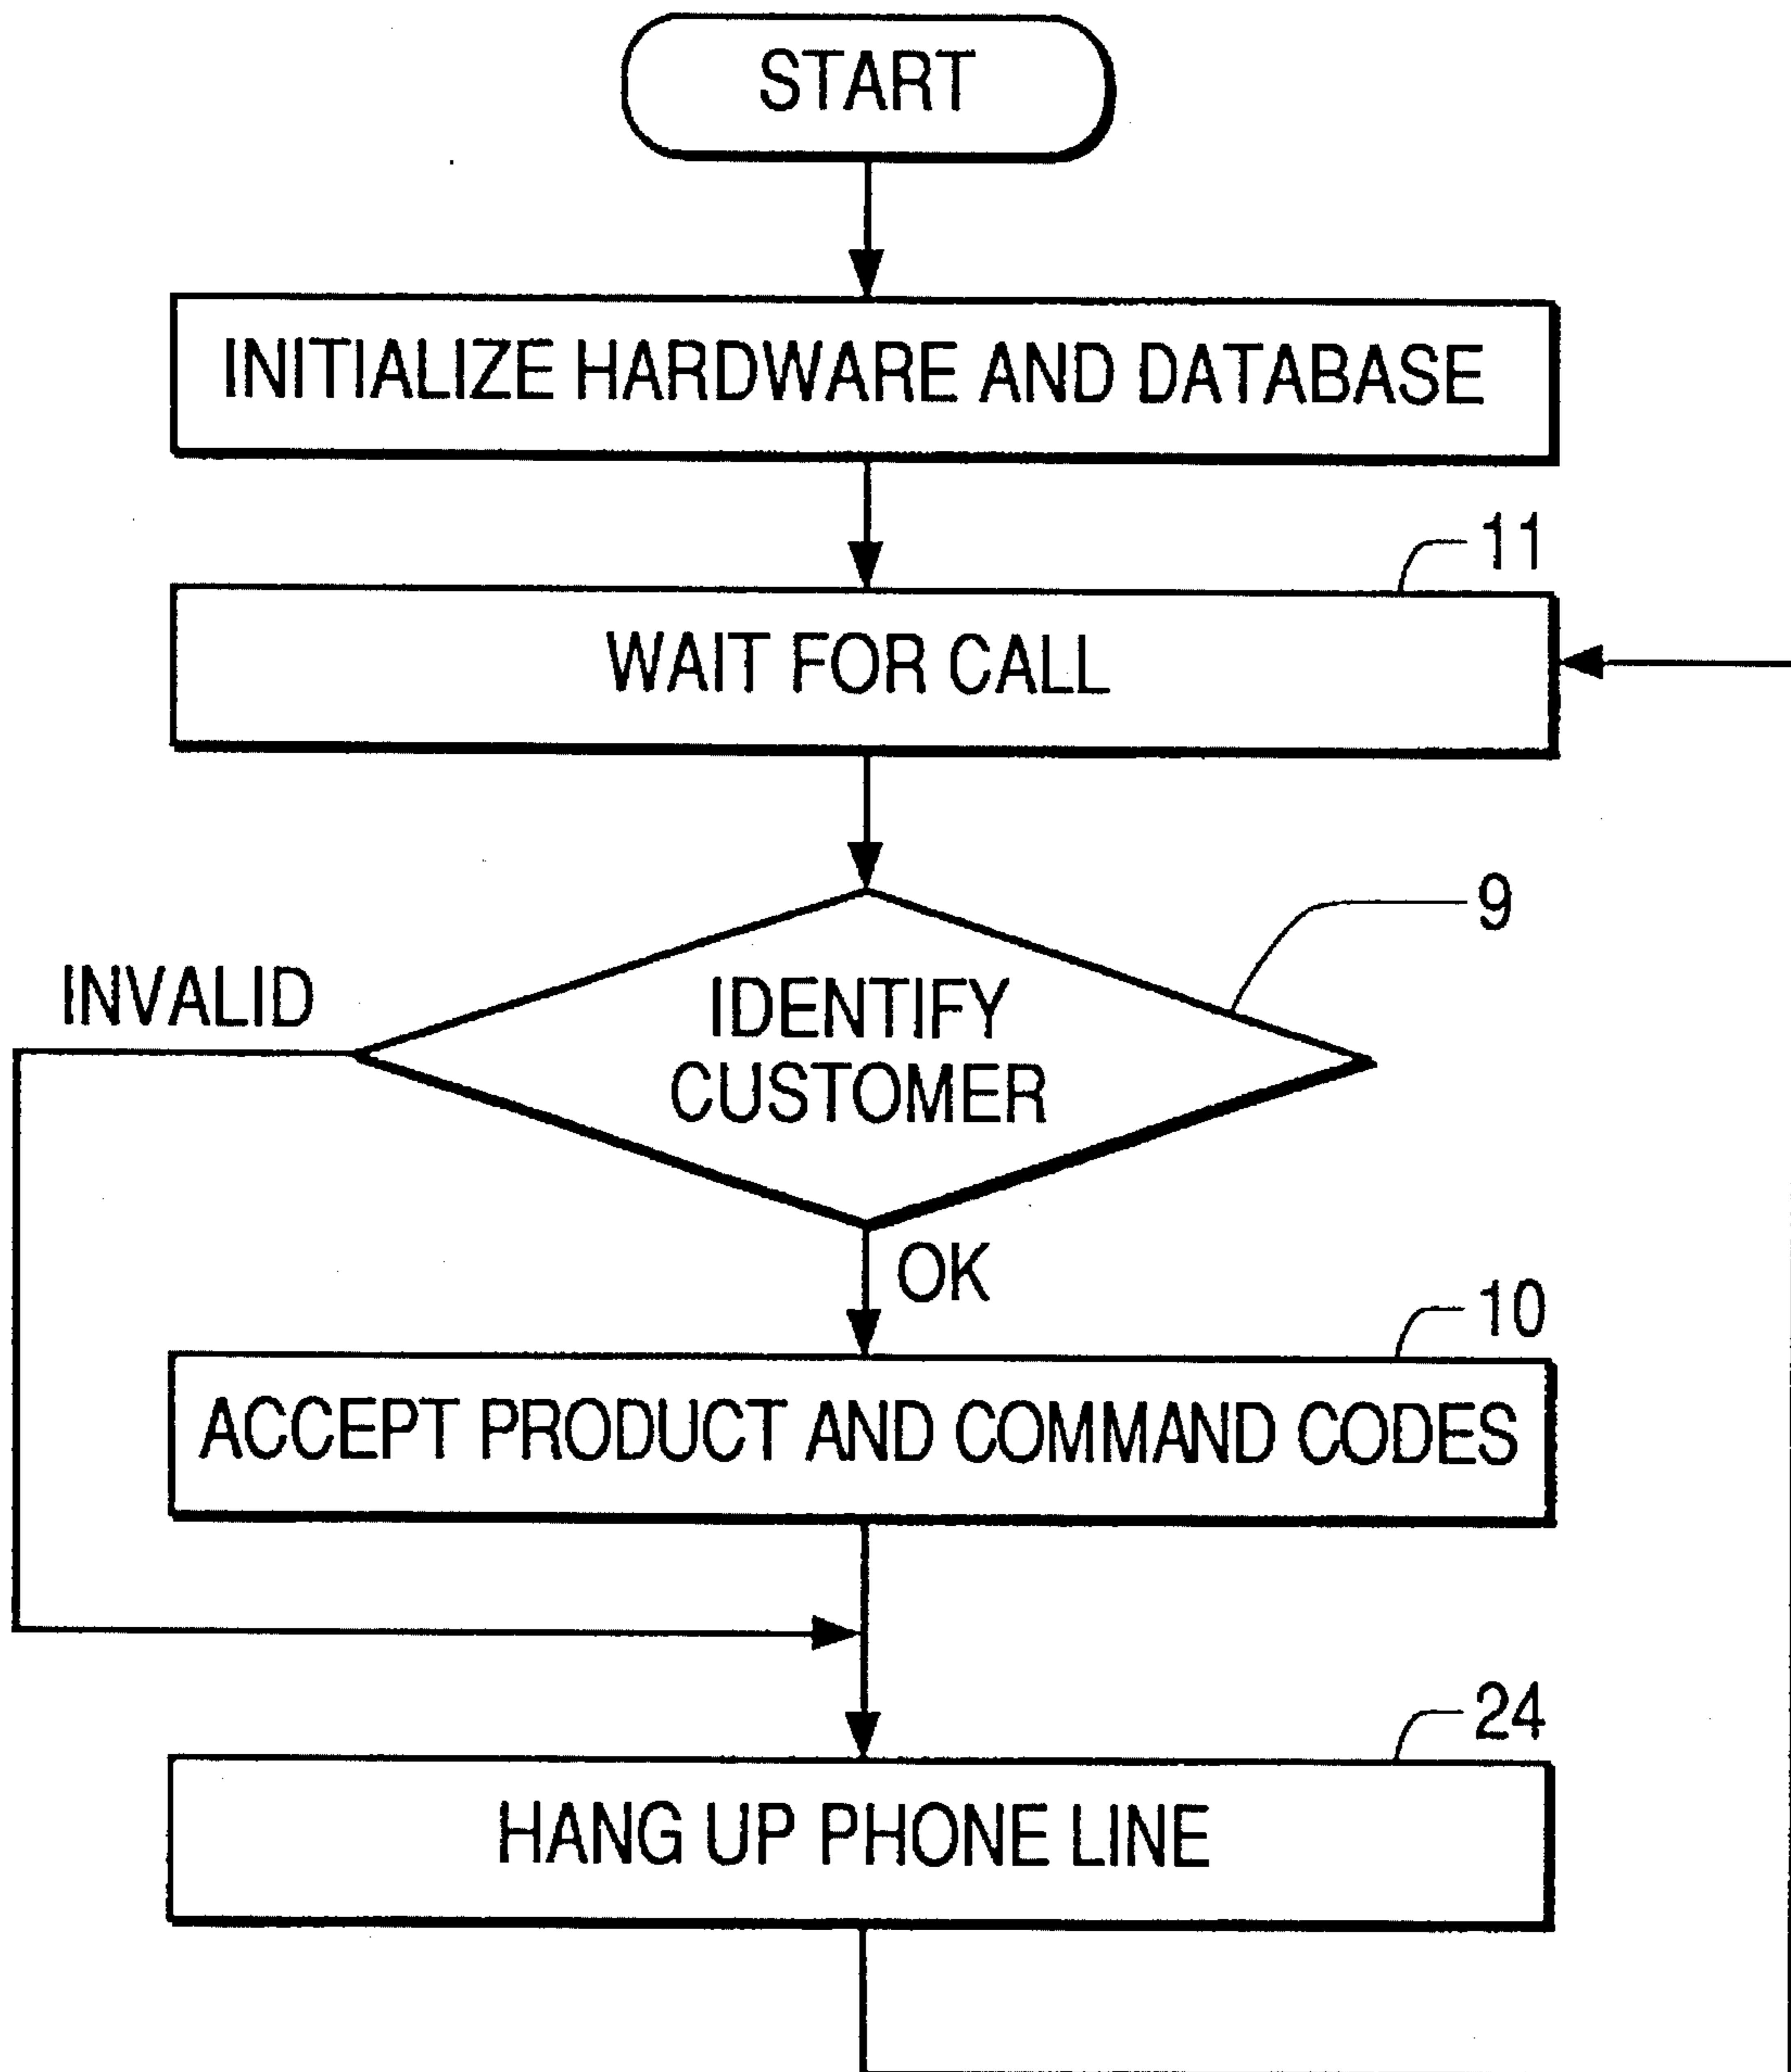 START
INITIALIZE HARDWARE AND DATABASE
11
WAIT FOR CALL
9
INVALID
IDENTIFY
CUSTOMER
OK
10
ACCEPT PRODUCT AND COMMAND CODES
24
HANG UP PHONE LINE